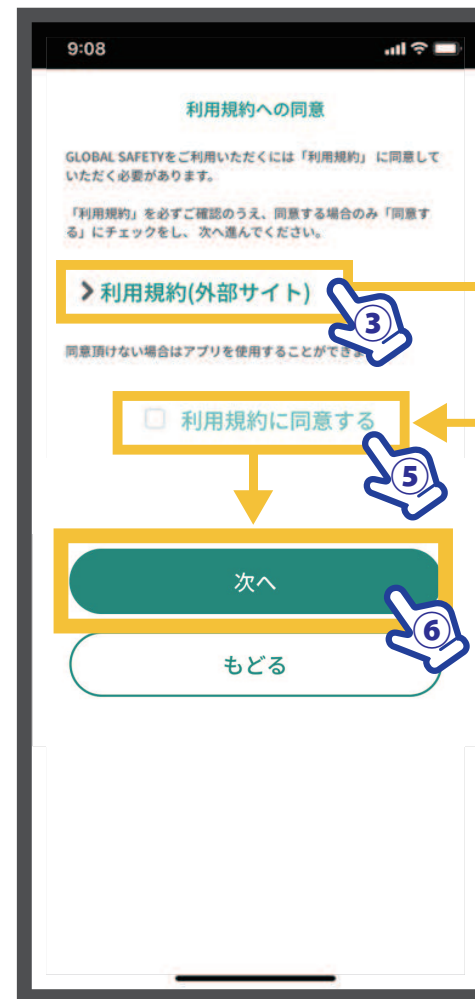 9:08
利用規約への同意
GLOBAL SAFETYをご利用いただくには「利用規約」 に同意して
いただく必要があります。
「利用規約」を必ずご確認のうえ、同意する場合のみ「同意す
る」にチェックをし、 次へ進んでください。
利用規約(外部サイト)
③
同意頂けない場合はアプリを使用することができま
利用規約に同意する
⑤
次へ
⑥
もどる